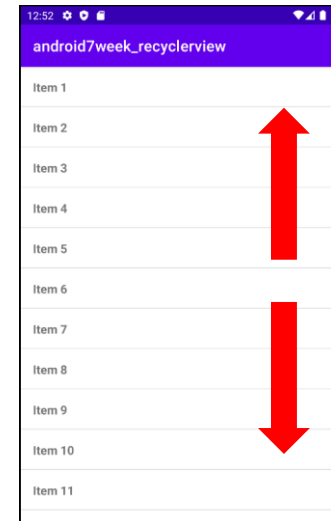 12:52
android7week_recyclerview
Item 1
Item 2
Item 3
Item 4
Item 5
Item 6
Item 7
Item 8
Item 9
Item 10
Item 11